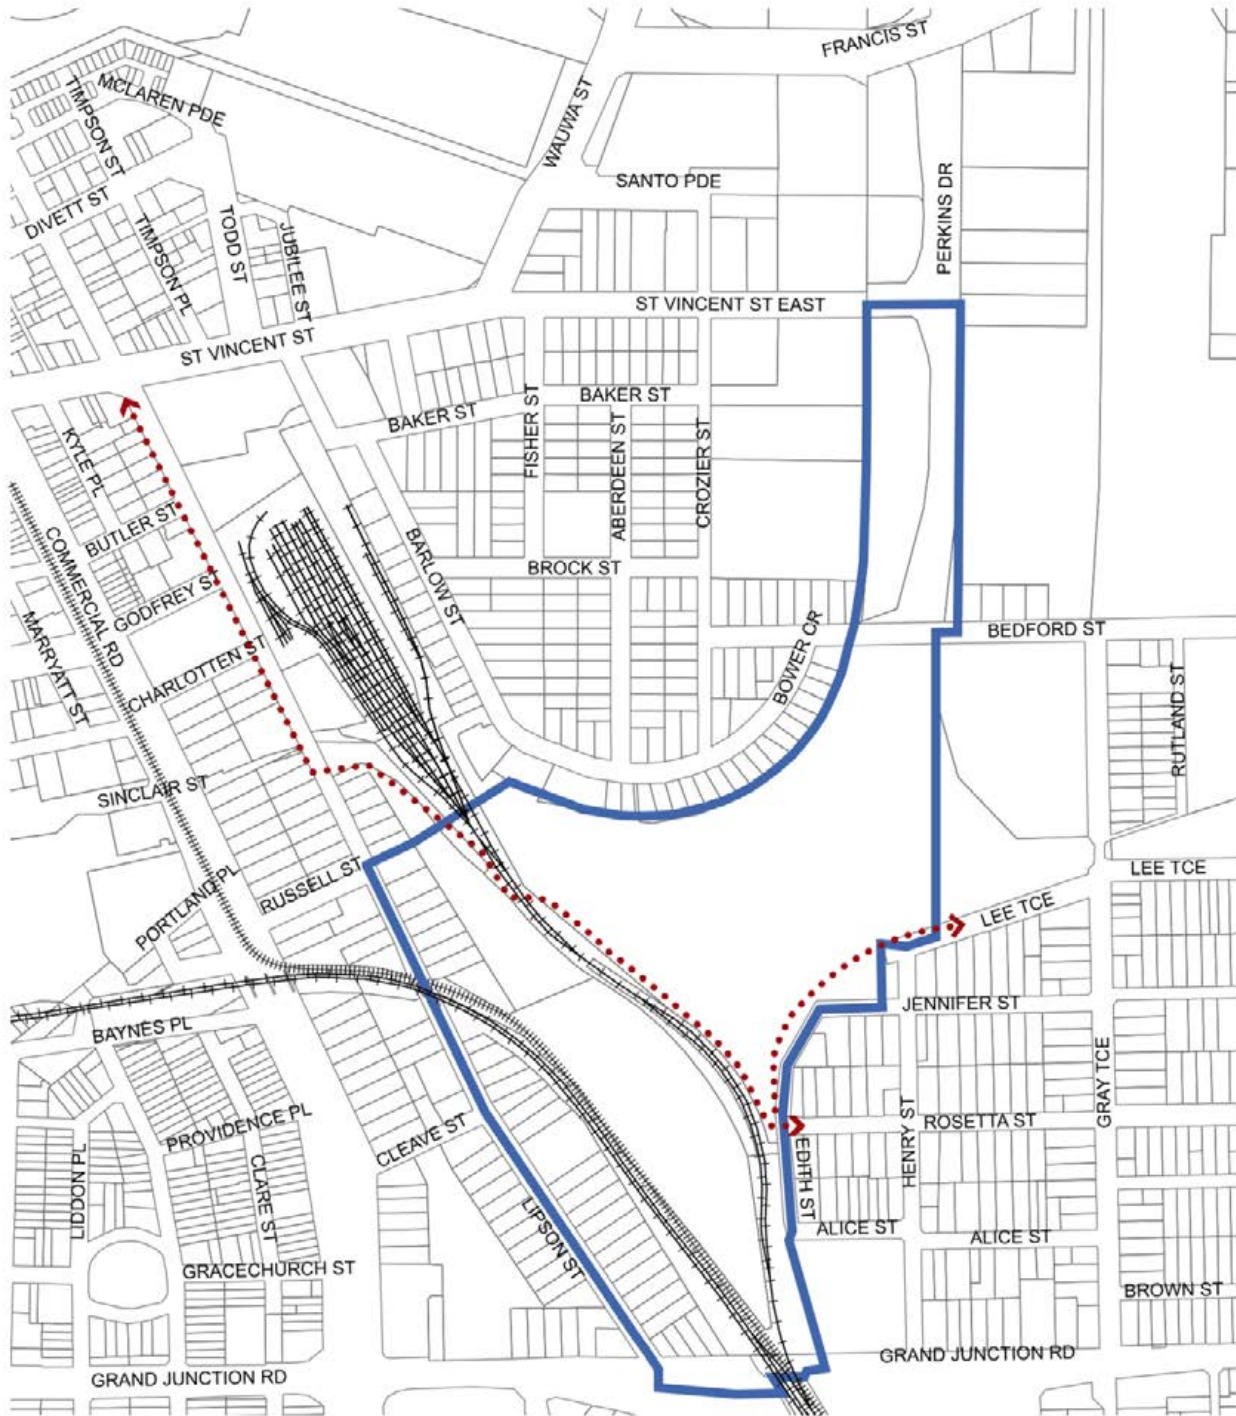 FRANCIS ST
MCLAREN PDE
TIMPSON ST
WAUWA ST
SANTO PDE
DIVETT ST
TIMPSON PL
TODD ST
JUBILEE ST
PERKINS DR
ST VINCENT ST EAST
ST VINCENT ST
BAKER ST
BAKER ST
FISHER ST
ABERDEEN ST
CROZIER ST
KYLE PL
BUTLER ST
COMMERCIAL RD
GODFREY ST
BARLOW ST
BROCK ST
MARRYATT ST
CHARLOTTEN ST
BOWER CR
BEDFORD ST
RUTLAND ST
SINCLAIR ST
RUSSELL ST
PORTLAND PL
LEE TCE
LEE TCE
JENNIFER ST
BAYNES PL
GRAY TCE
PROVIDENCE PL
CLEAVE ST
HENRY ST
ROSETTA ST
EDITH ST
LIDDON PL
CLARE ST
LIPSON ST
ALICE ST
ALICE ST
GRACECHURCH ST
BROWN ST
GRAND JUNCTION RD
GRAND JUNCTION RD